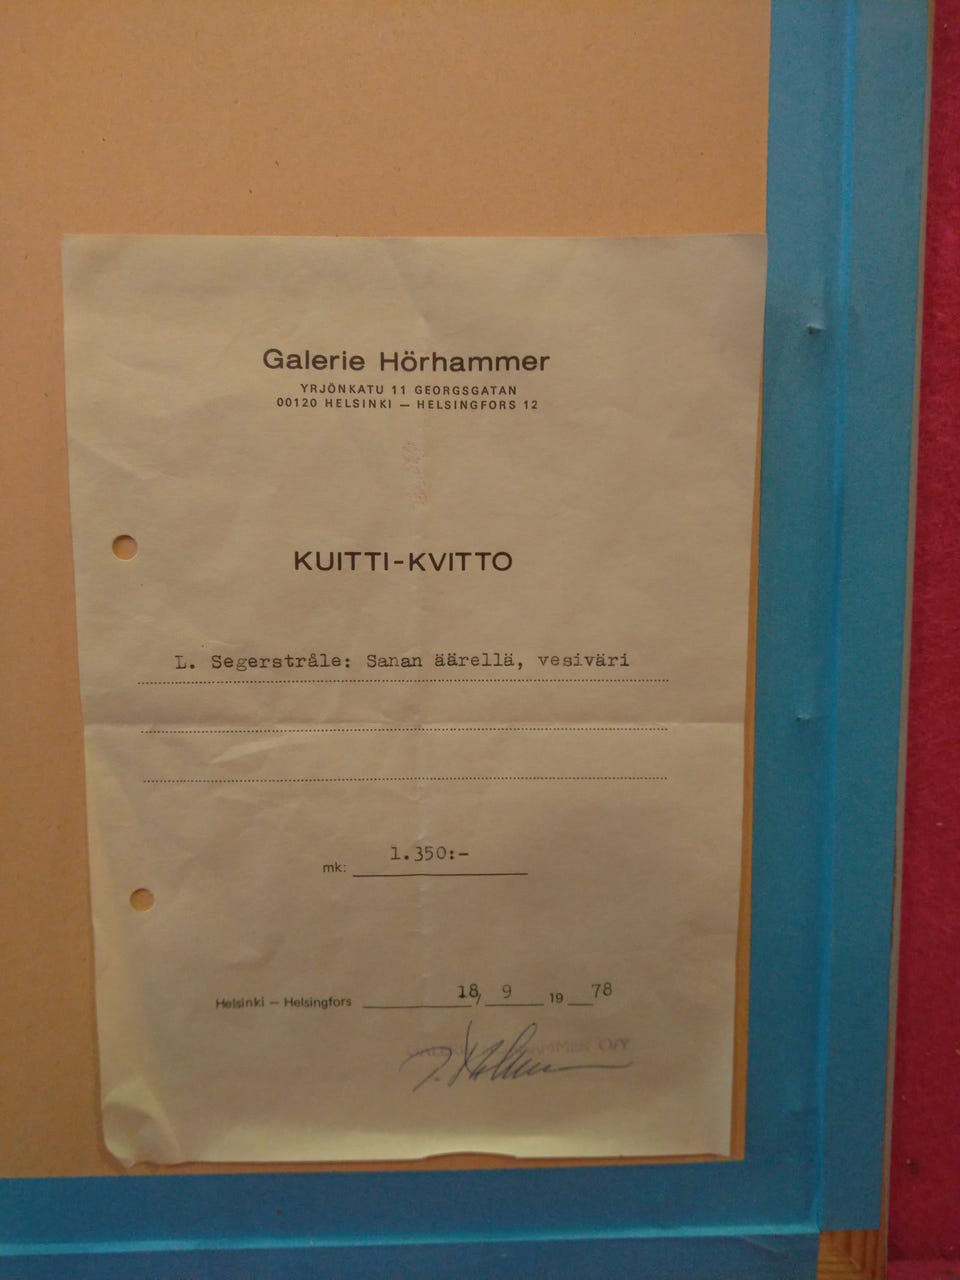 Galerie Hörhammer
YRJÖNKATU 11 GEORGSGATAN
00120 HELSINKI — HELSINGFORS 12
KUITTI-KVITTO
L. Segerstråle: Sanan äärellä, vesiväri
mk: 1.350:-
Helsinki — Helsingfors 18, 9 19 78